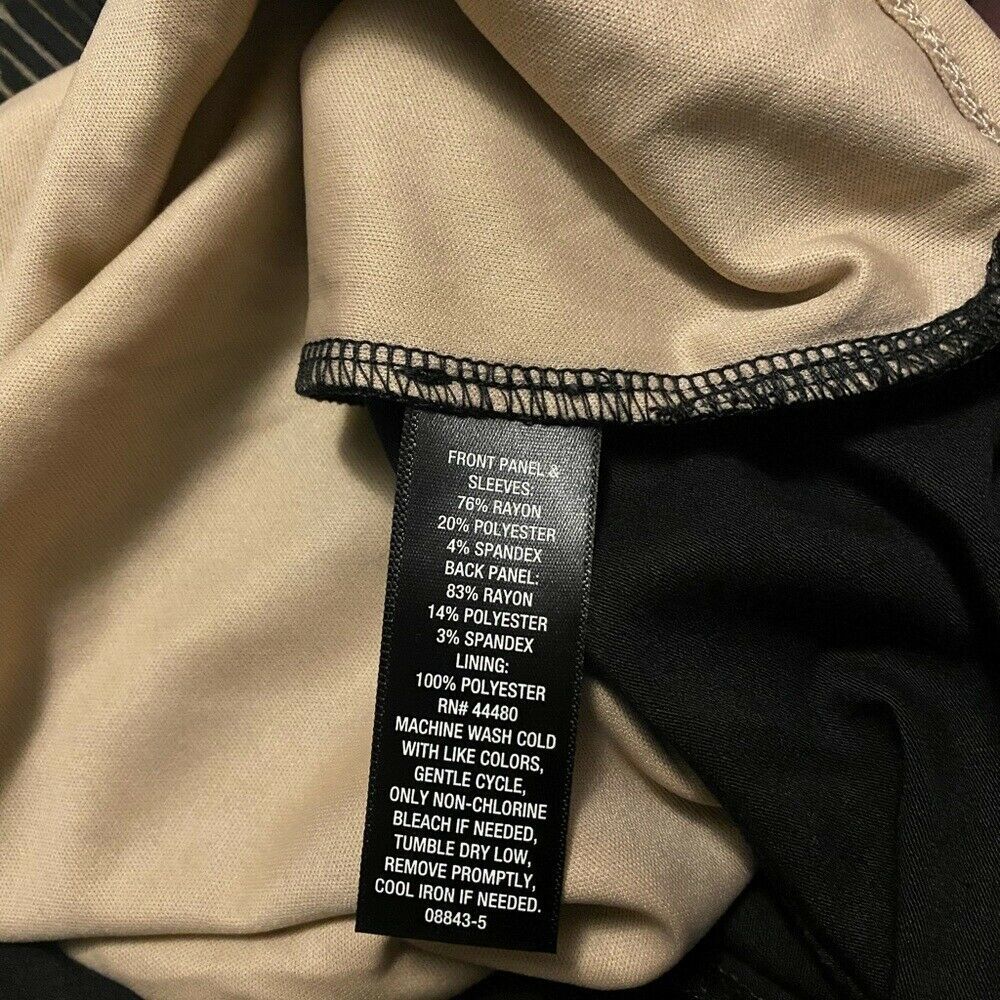 FRONT PANEL &
SLEEVES:
76% RAYON
20% POLYESTER
4% SPANDEX
BACK PANEL:
83% RAYON
14% POLYESTER
3% SPANDEX
LINING:
100% POLYESTER
RN# 44480
MACHINE WASH COLD
WITH LIKE COLORS,
GENTLE CYCLE,
ONLY NON-CHLORINE
BLEACH IF NEEDED,
TUMBLE DRY LOW,
REMOVE PROMPTLY,
COOL IRON IF NEEDED.
08843-5